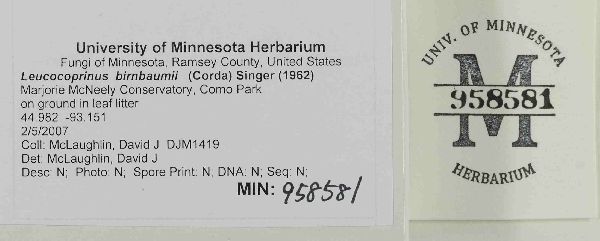 University of Minnesota Herbarium
Fungi of Minnesota, Ramsey County, United States
Leucocoprinus birnbaumii (Corda) Singer (1962)
Marjorie McNeely Conservatory, Como Park
on ground in leaf litter
44.982 -93.151
2/5/2007
Coll: McLaughlin, David J DJM1419
Det: McLaughlin, David J
Desc: N; Photo: N; Spore Print: N, DNA: N; Seq: N;
MIN: 958581
UNIV. OF MINNESOTA
M
958581
HERBARIUM